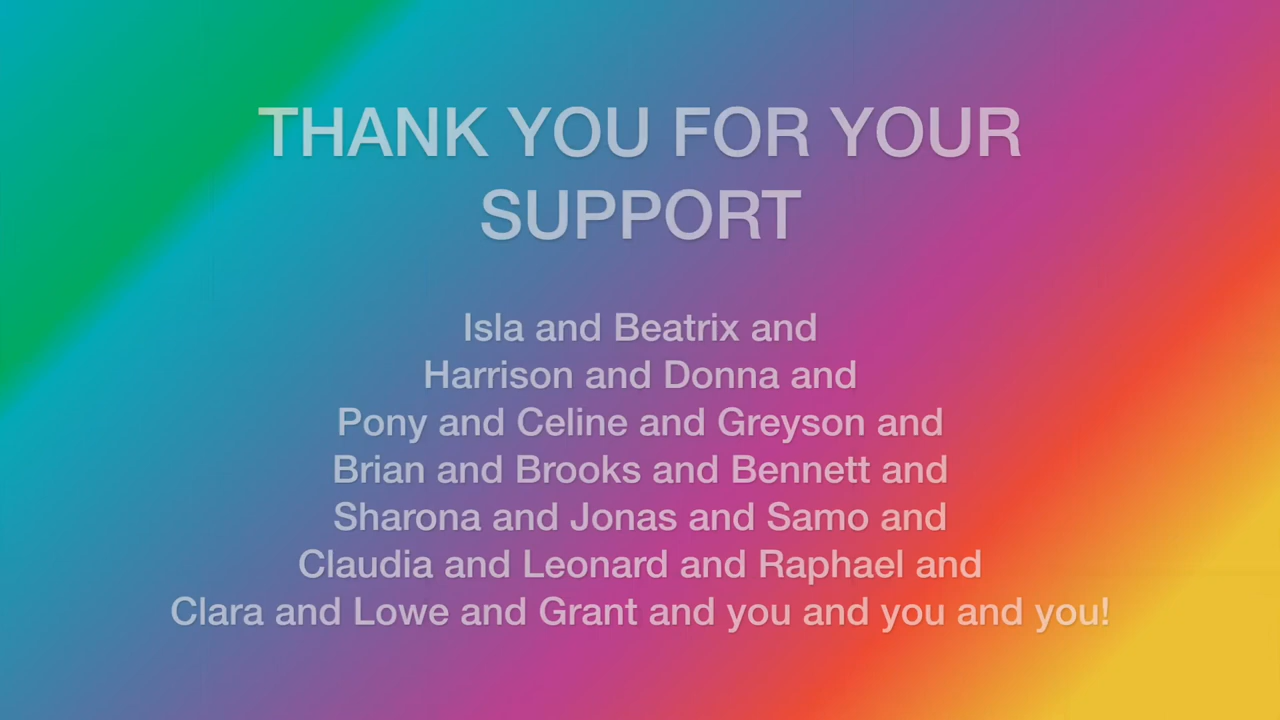 THANK YOU FOR YOUR
SUPPORT
Isla and Beatrix and
Harrison and Donna and
Pony and Celine and Greyson and
Brian and Brooks and Bennett and
Sharona and Jonas and Samo and
Claudia and Leonard and Raphael and
Clara and Lowe and Grant and you and you and you!